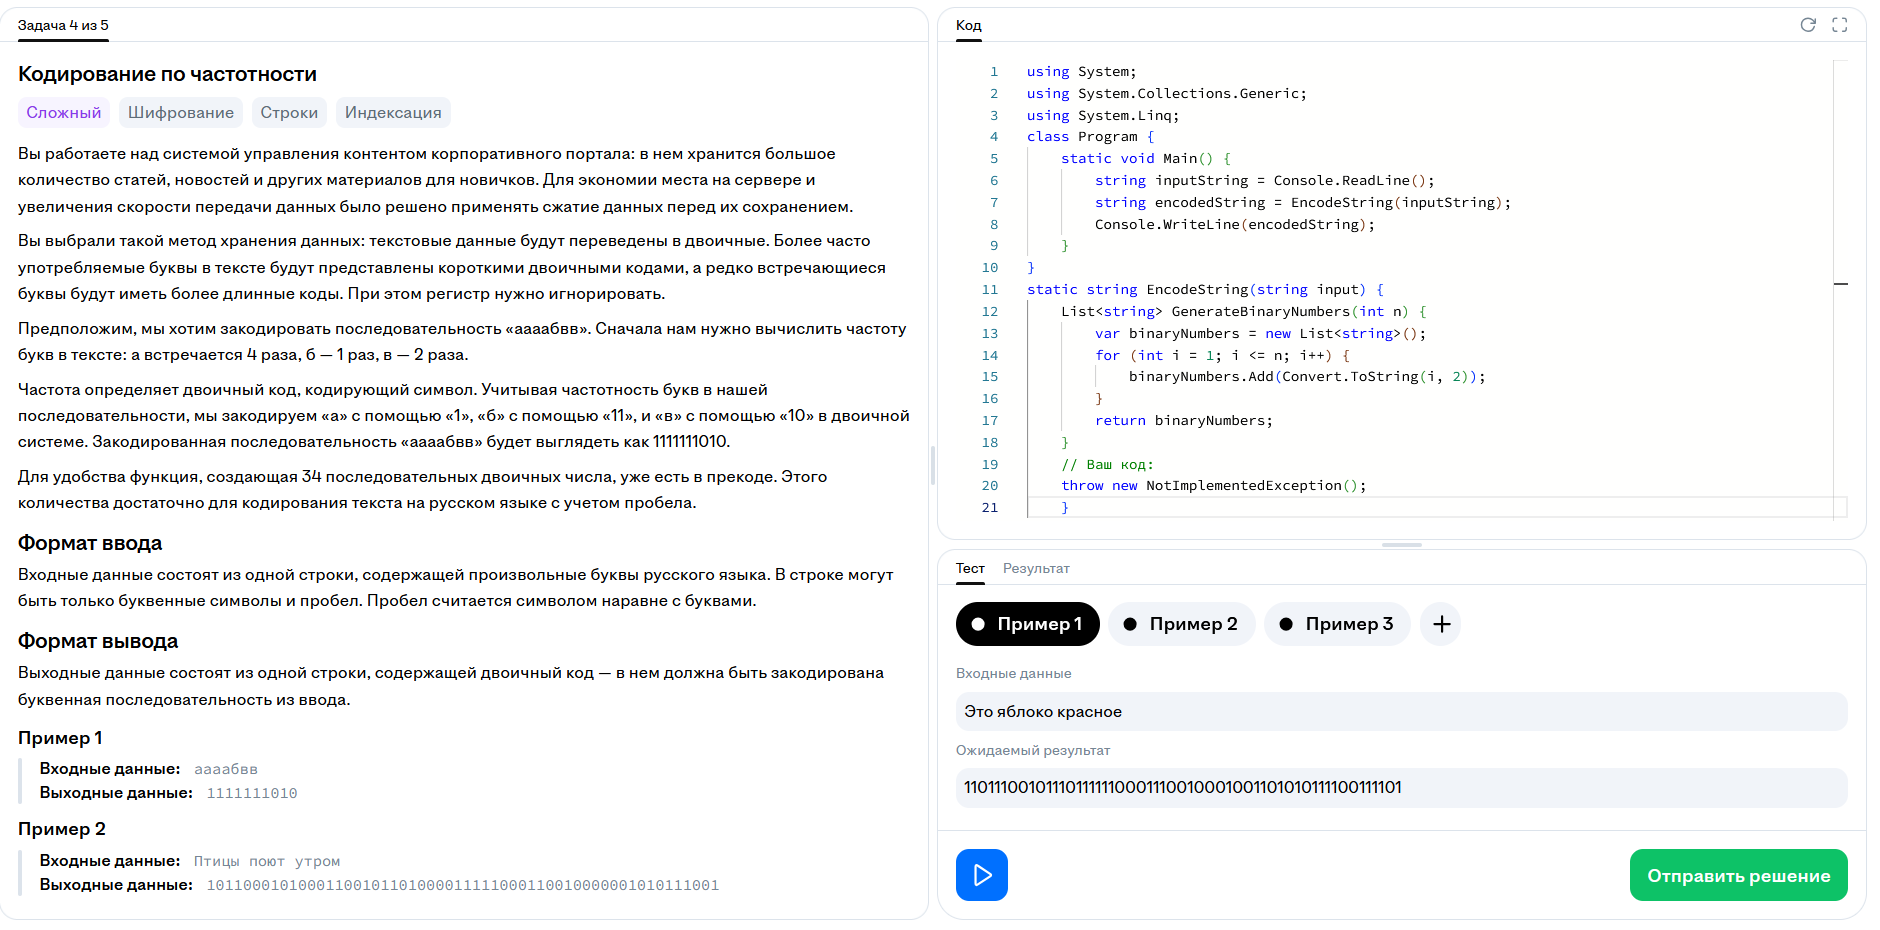 Задача 4 из 5
Кодирование по частотности
Сложный
Шифрование
Строки
Индексация
Вы работаете над системой управления контентом корпоративного портала: в нем хранится большое
количество статей, новостей и других материалов для новичков. Для экономии места на сервере и
увеличения скорости передачи данных было решено применять сжатие данных перед их сохранением.
Вы выбрали такой метод хранения данных: текстовые данные будут переведены в двоичные. Более часто
употребляемые буквы в тексте будут представлены короткими двоичными кодами, а редко встречающиеся
буквы будут иметь более длинные коды. При этом регистр нужно игнорировать.
Предположим, мы хотим закодировать последовательность «аааабвв». Сначала нам нужно вычислить частоту
букв в тексте: а встречается 4 раза, б — 1 раз, в — 2 раза.
Частота определяет двоичный код, кодирующий символ. Учитывая частотность букв в нашей
последовательности, мы закодируем «а» с помощью «1», «б» с помощью «11», и «в» с помощью «10» в двоичной
системе. Закодированная последовательность «аааабвв» будет выглядеть как 1111111010.
Для удобства функция, создающая 34 последовательных двоичных числа, уже есть в прекоде. Этого
количества достаточно для кодирования текста на русском языке с учетом пробела.
Формат ввода
Входные данные состоят из одной строки, содержащей произвольные буквы русского языка. В строке могут
быть только буквенные символы и пробел. Пробел считается символом наравне с буквами.
Формат вывода
Выходные данные состоят из одной строки, содержащей двоичный код — в нем должна быть закодирована
буквенная последовательность из ввода.
Пример 1
Входные данные: аааабвв
Выходные данные: 1111111010
Пример 2
Входные данные: Птицы поют утром
Выходные данные: 1011000101000110010110100001111110001100100000010101​11001
Код
1 using System;
2 using System.Collections.Generic;
3 using System.Linq;
4 class Program {
5 static void Main() {
6 string inputString = Console.ReadLine();
7 string encodedString = EncodeString(inputString);
8 Console.WriteLine(encodedString);
9 }
10 }
11 static string EncodeString(string input) {
12 List<string> GenerateBinaryNumbers(int n) {
13 var binaryNumbers = new List<string>();
14 for (int i = 1; i <= n; i++) {
15 binaryNumbers.Add(Convert.ToString(i, 2));
16 }
17 return binaryNumbers;
18 }
19 // Ваш код:
20 throw new NotImplementedException();
21 }
Тест
Результат
Пример 1
Пример 2
Пример 3
Входные данные
Это яблоко красное
Ожидаемый результат
1101110010111011111100011100100010011010101111100111101
Отправить решение